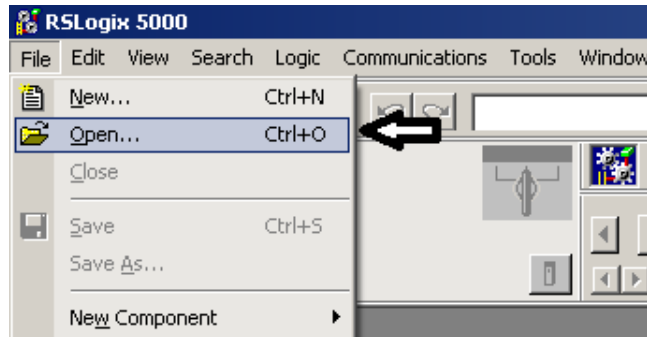 RSLogix 5000
File Edit View Search Logic Communications Tools Window
New... Ctrl+N
Open... Ctrl+O
Close
Save Ctrl+S
Save As...
New Component